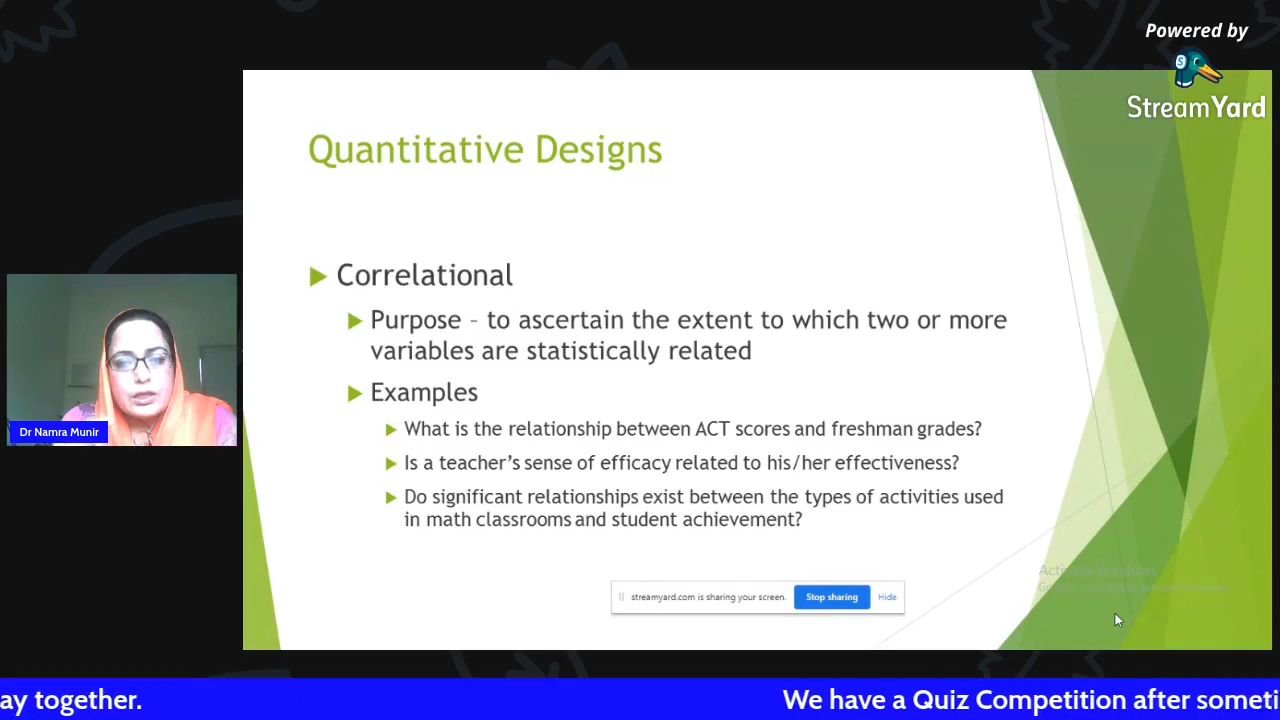 Powered by
StreamYard
Quantitative Designs
Correlational
Purpose – to ascertain the extent to which two or more
variables are statistically related
Examples
What is the relationship between ACT scores and freshman grades?
Is a teacher's sense of efficacy related to his/her effectiveness?
Do significant relationships exist between the types of activities used
in math classrooms and student achievement?
Dr Namra Munir
streamyard.com is sharing your screen.
Stop sharing
Hide
Activate Windows
ay together.
We have a Quiz Competition after someti